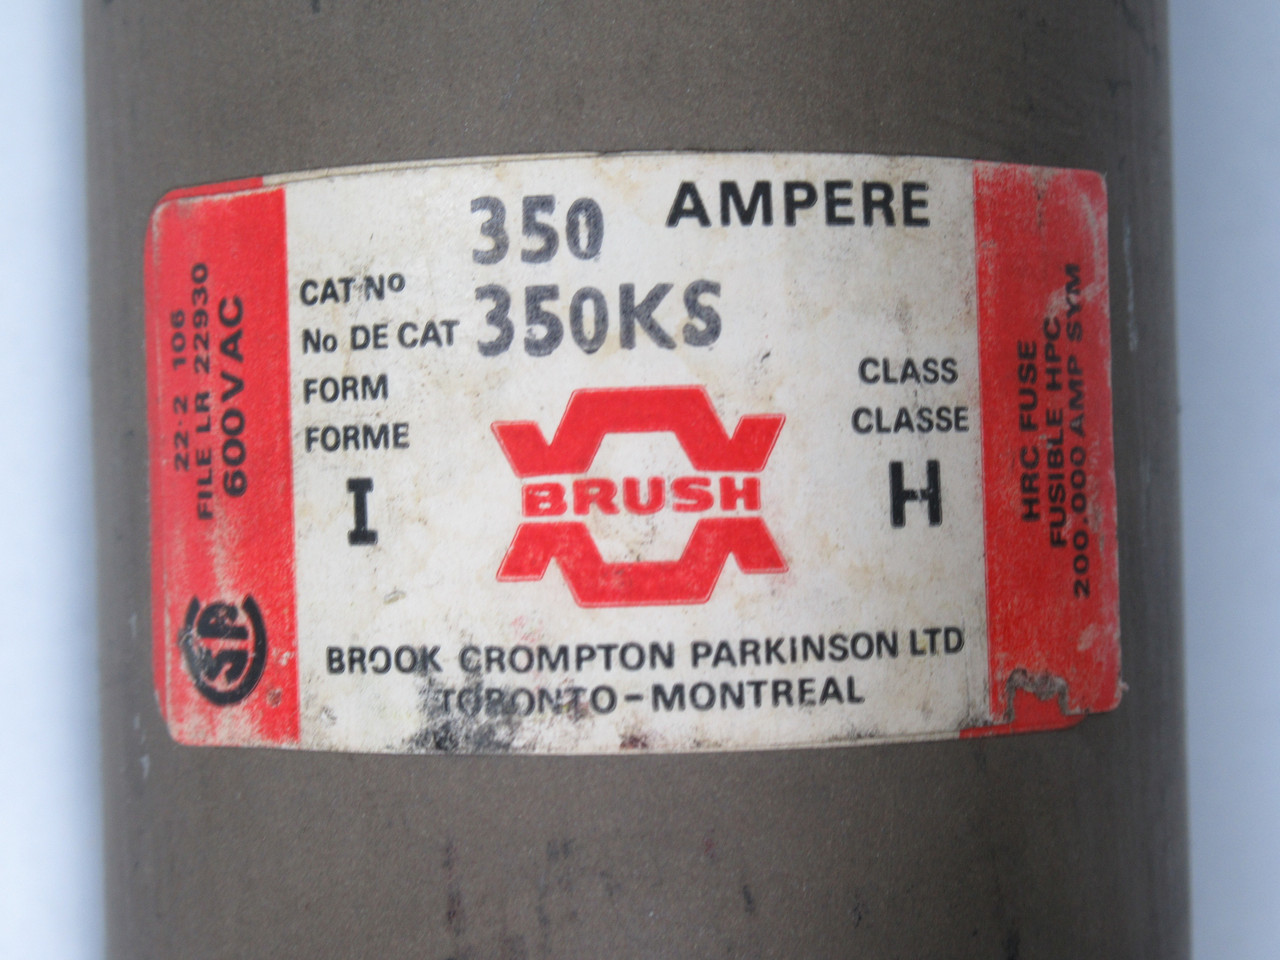 350 AMPERE
CAT Nº 350KS
No DE CAT
FORM
FORME
I
CLASS
CLASSE
H
BRUSH
BROOK CROMPTON PARKINSON LTD
TORONTO-MONTREAL
22·2 106
FILE LR 22930
600VAC
HRC FUSE
FUSIBLE HPC
200.000 AMP SYM